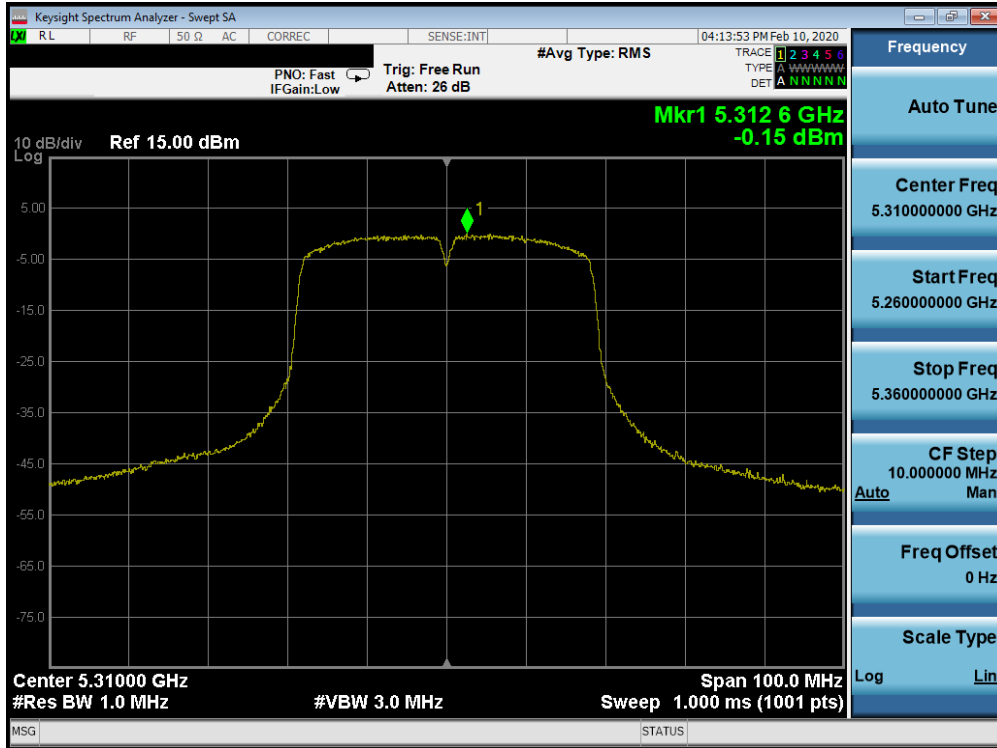 Keysight Spectrum Analyzer - Swept SA
LXI RL RF 50 Ω AC CORREC SENSE:INT 04:13:53 PM Feb 10, 2020
PNO: Fast Trig: Free Run #Avg Type: RMS TRACE 1 2 3 4 5 6
IFGain:Low Atten: 26 dB TYPE A WWWWW
DET A N N N N N
Mkr1 5.312 6 GHz
-0.15 dBm
10 dB/div Ref 15.00 dBm
Log
1
5.00
-5.00
-15.0
-25.0
-35.0
-45.0
-55.0
-65.0
-75.0
Center 5.31000 GHz Span 100.0 MHz
#Res BW 1.0 MHz #VBW 3.0 MHz Sweep 1.000 ms (1001 pts)
MSG STATUS
Frequency
Auto Tune
Center Freq
5.310000000 GHz
Start Freq
5.260000000 GHz
Stop Freq
5.360000000 GHz
CF Step
10.000000 MHz
Auto Man
Freq Offset
0 Hz
Scale Type
Log Lin